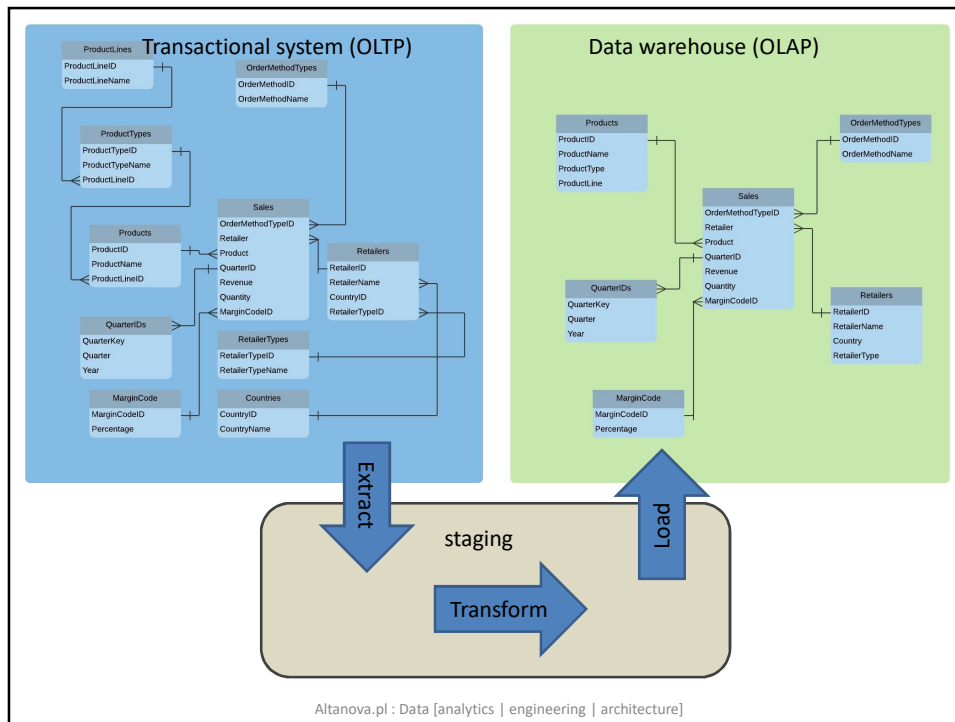 Transactional system (OLTP)
ProductLines
ProductLineID
ProductLineName
OrderMethodTypes
OrderMethodID
OrderMethodName
ProductTypes
ProductTypeID
ProductTypeName
ProductLineID
Sales
OrderMethodTypeID
Retailer
Product
QuarterID
Revenue
Quantity
MarginCodeID
Products
ProductID
ProductName
ProductLineID
Retailers
RetailerID
RetailerName
CountryID
RetailerTypeID
QuarterIDs
QuarterKey
Quarter
Year
RetailerTypes
RetailerTypeID
RetailerTypeName
MarginCode
MarginCodeID
Percentage
Countries
CountryID
CountryName
Data warehouse (OLAP)
Products
ProductID
ProductName
ProductType
ProductLine
OrderMethodTypes
OrderMethodID
OrderMethodName
Sales
OrderMethodTypeID
Retailer
Product
QuarterID
Revenue
Quantity
MarginCodeID
QuarterIDs
QuarterKey
Quarter
Year
Retailers
RetailerID
RetailerName
Country
RetailerType
MarginCode
MarginCodeID
Percentage
Extract
staging
Transform
Load
Altanova.pl : Data [analytics | engineering | architecture]